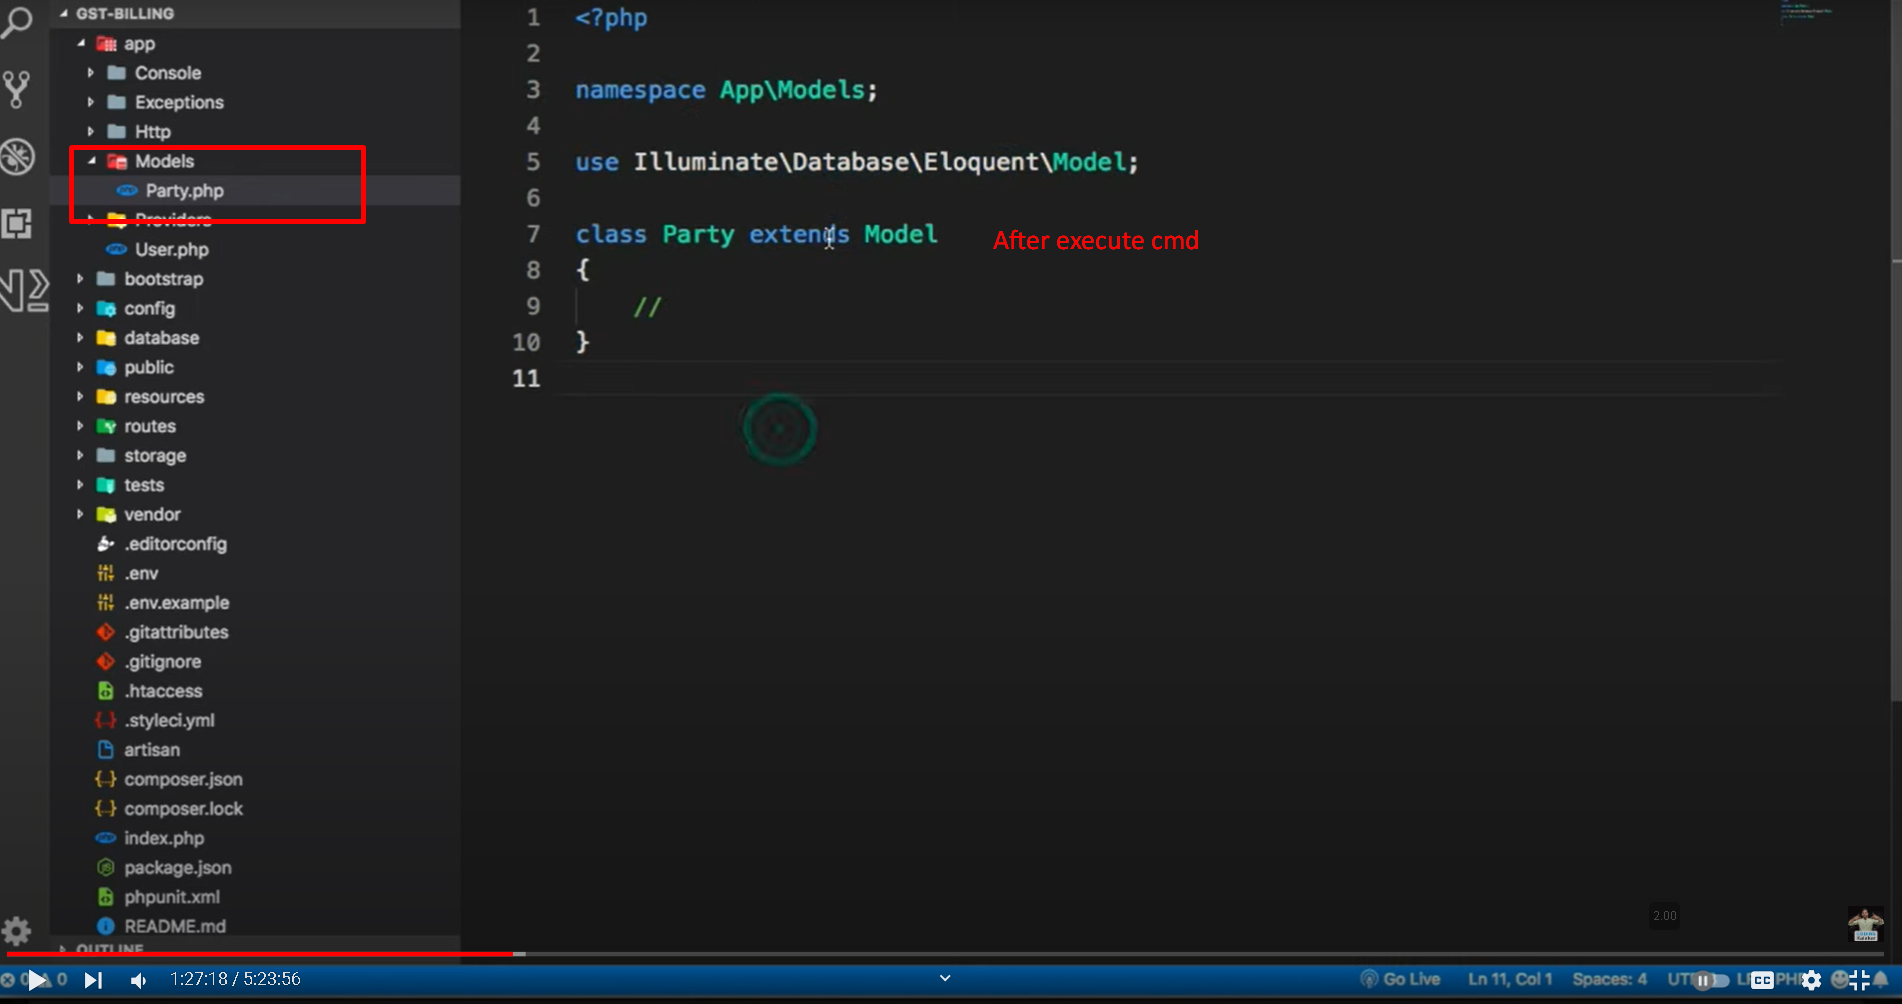 GST-BILLING
app
Console
Exceptions
Http
Models
Party.php
Providers
User.php
bootstrap
config
database
public
resources
routes
storage
tests
vendor
.editorconfig
.env
.env.example
.gitattributes
.gitignore
.htaccess
.styleci.yml
artisan
composer.json
composer.lock
index.php
package.json
phpunit.xml
README.md
OUTLINE
1 <?php
2
3 namespace App\Models;
4
5 use Illuminate\Database\Eloquent\Model;
6
7 class Party extends Model
After execute cmd
8 {
9 //
10 }
11
2.00
1:27:18 / 5:23:56
Go Live
Ln 11, Col 1
Spaces: 4
CC